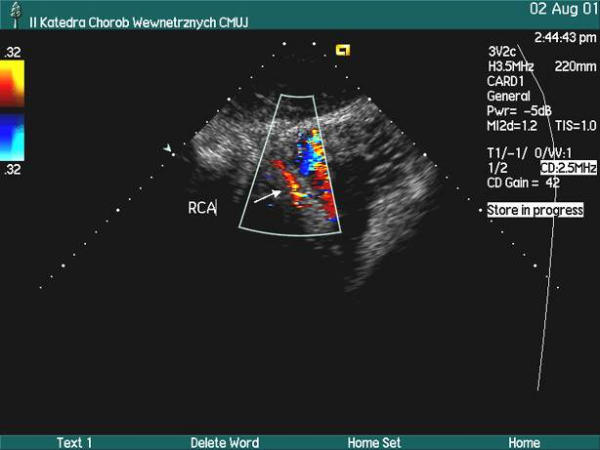 02 Aug 01
II Katedra Chorob Wewnetrznych CMUJ
2:44:43 pm
.32
3V2c
H3.5MHz 220mm
CARD1
General
Pwr= -5dB
MI2d=1.2 TIS=1.0
T1/-1/ 0/VV:1
1/2 CD:2.5MHz
CD Gain = 42
.32
RCA
Store in progress
Text 1 Delete Word Home Set Home